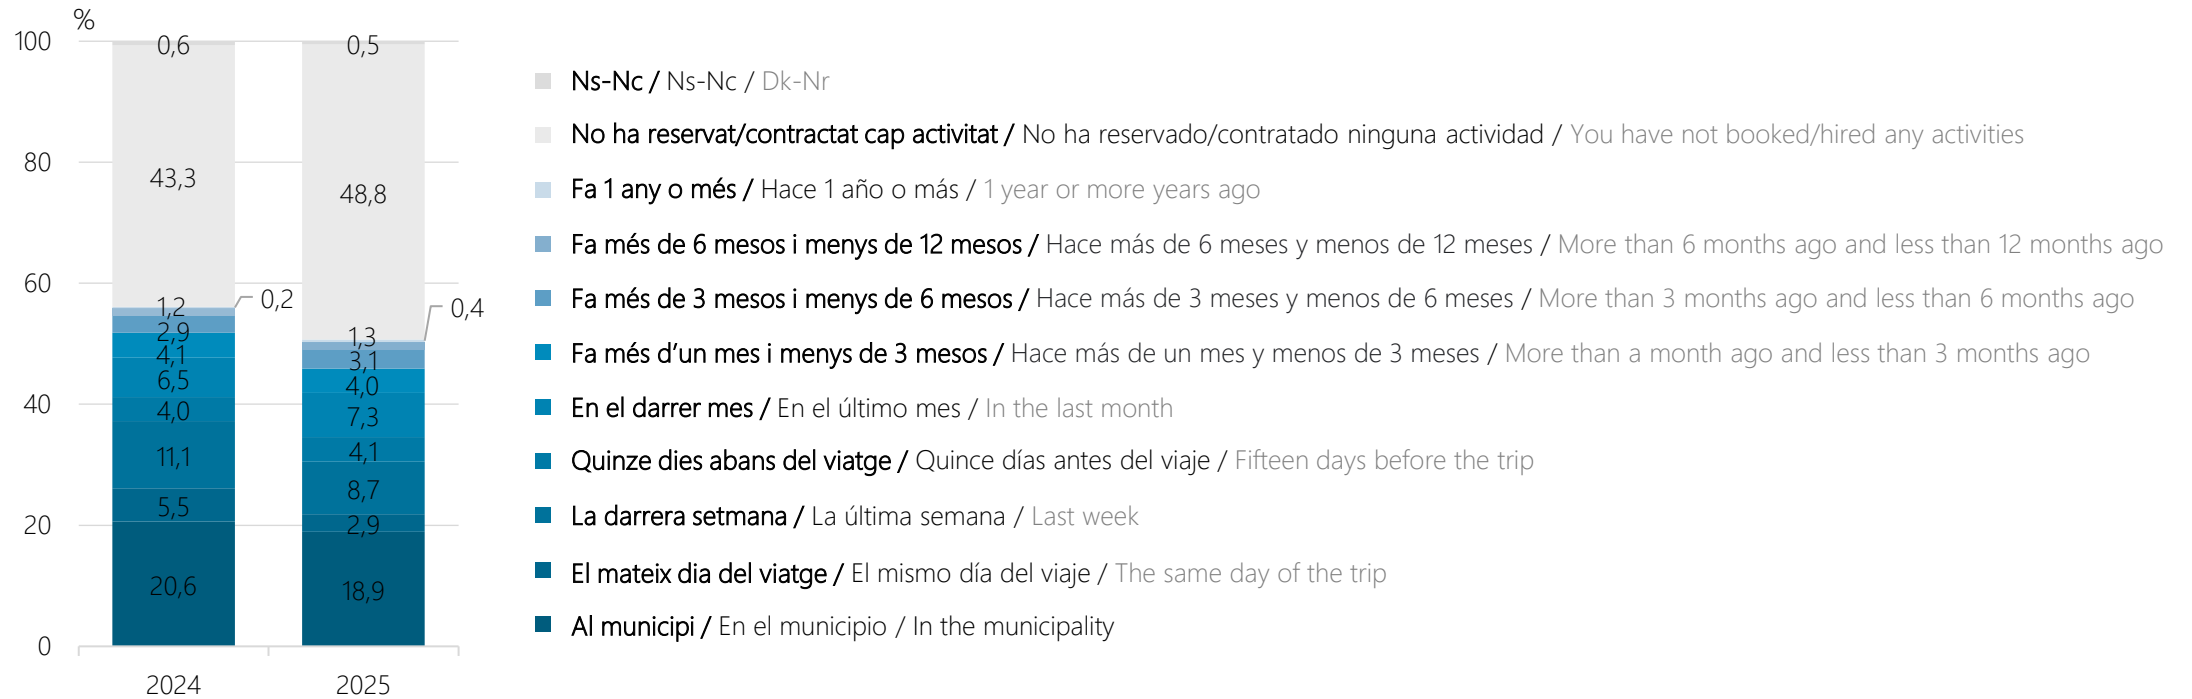 %
100
80
60
40
20
0
0,6
43,3
0,2
1,2
2,9
4,1
6,5
4,0
11,1
5,5
20,6
2024
0,5
48,8
0,4
1,3
3,1
4,0
7,3
4,1
8,7
2,9
18,9
2025
Ns-Nc / Ns-Nc / Dk-Nr
No ha reservat/contractat cap activitat / No ha reservado/contratado ninguna actividad / You have not booked/hired any activities
Fa 1 any o més / Hace 1 año o más / 1 year or more years ago
Fa més de 6 mesos i menys de 12 mesos / Hace más de 6 meses y menos de 12 meses / More than 6 months ago and less than 12 months ago
Fa més de 3 mesos i menys de 6 mesos / Hace más de 3 meses y menos de 6 meses / More than 3 months ago and less than 6 months ago
Fa més d’un mes i menys de 3 mesos / Hace más de un mes y menos de 3 meses / More than a month ago and less than 3 months ago
En el darrer mes / En el último mes / In the last month
Quinze dies abans del viatge / Quince días antes del viaje / Fifteen days before the trip
La darrera setmana / La última semana / Last week
El mateix dia del viatge / El mismo día del viaje / The same day of the trip
Al municipi / En el municipio / In the municipality